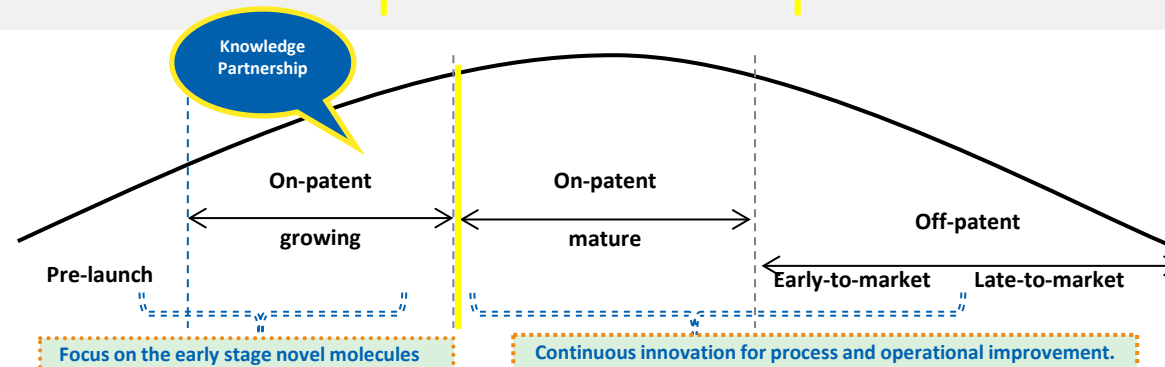 Knowledge
Partnership
On-patent
growing
On-patent
mature
Off-patent
Pre-launch
Early-to-market
Late-to-market
Focus on the early stage novel molecules
Continuous innovation for process and operational improvement.